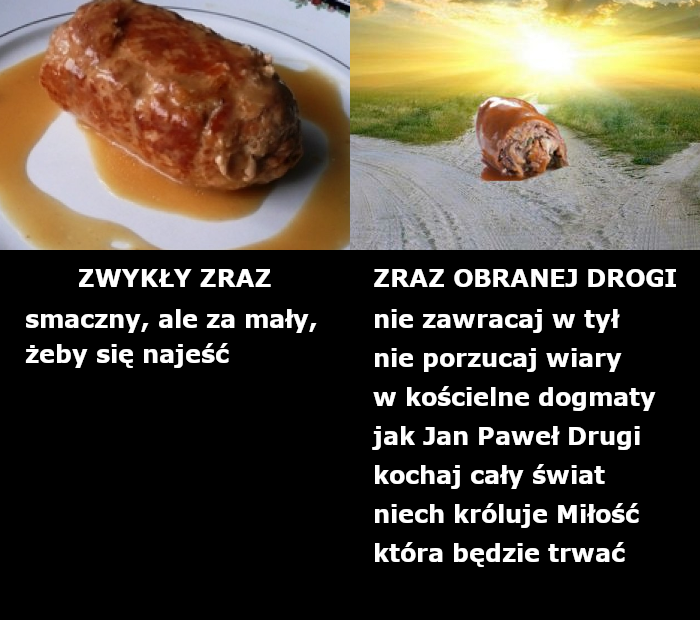 ZWYKŁY ZRAZ
smaczny, ale za mały,
żeby się najeść
ZRAZ OBRANEJ DROGI
nie zawracaj w tył
nie porzucaj wiary
w kościelne dogmaty
jak Jan Paweł Drugi
kochaj cały świat
niech króluje Miłość
która będzie trwać